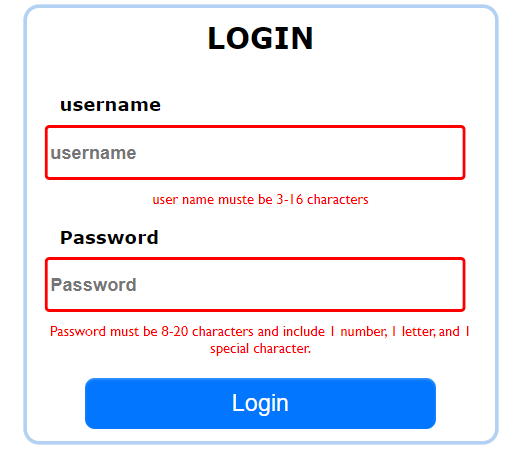 LOGIN
username
username
user name muste be 3-16 characters
Password
Password
Password must be 8-20 characters and include 1 number, 1 letter, and 1
special character.
Login